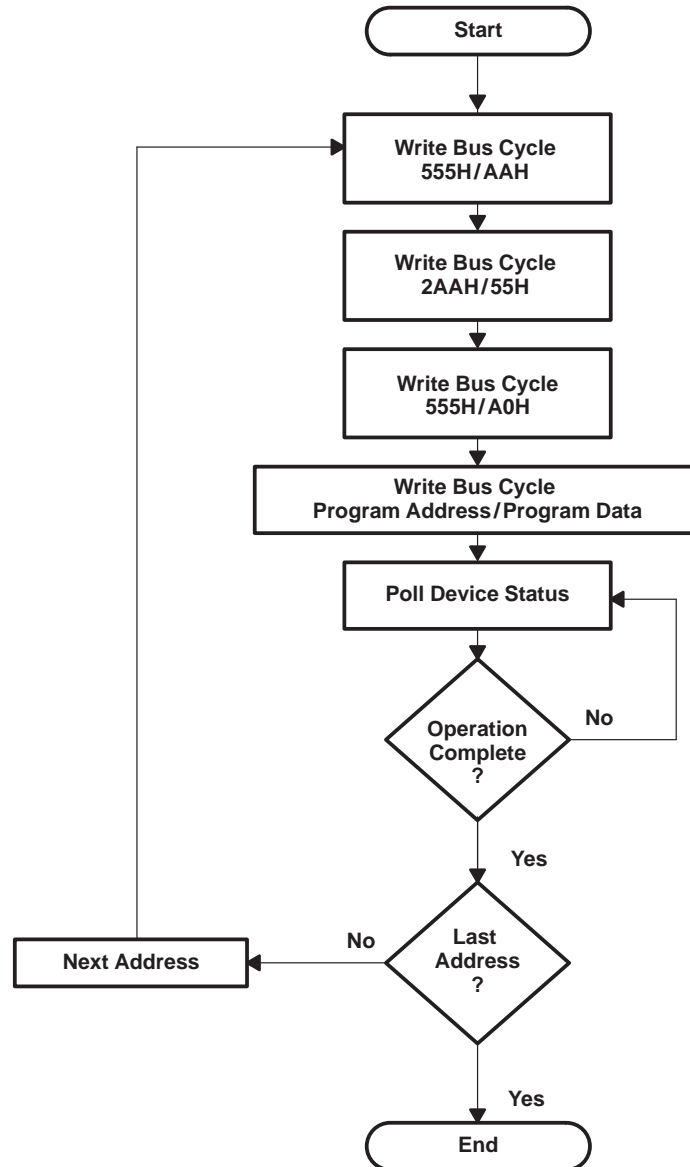 Start
Write Bus Cycle
555H/AAH
Write Bus Cycle
2AAH/55H
Write Bus Cycle
555H/A0H
Write Bus Cycle
Program Address/Program Data
Poll Device Status
Operation
Complete
?
No
Yes
Last
Address
?
No
Next Address
Yes
End